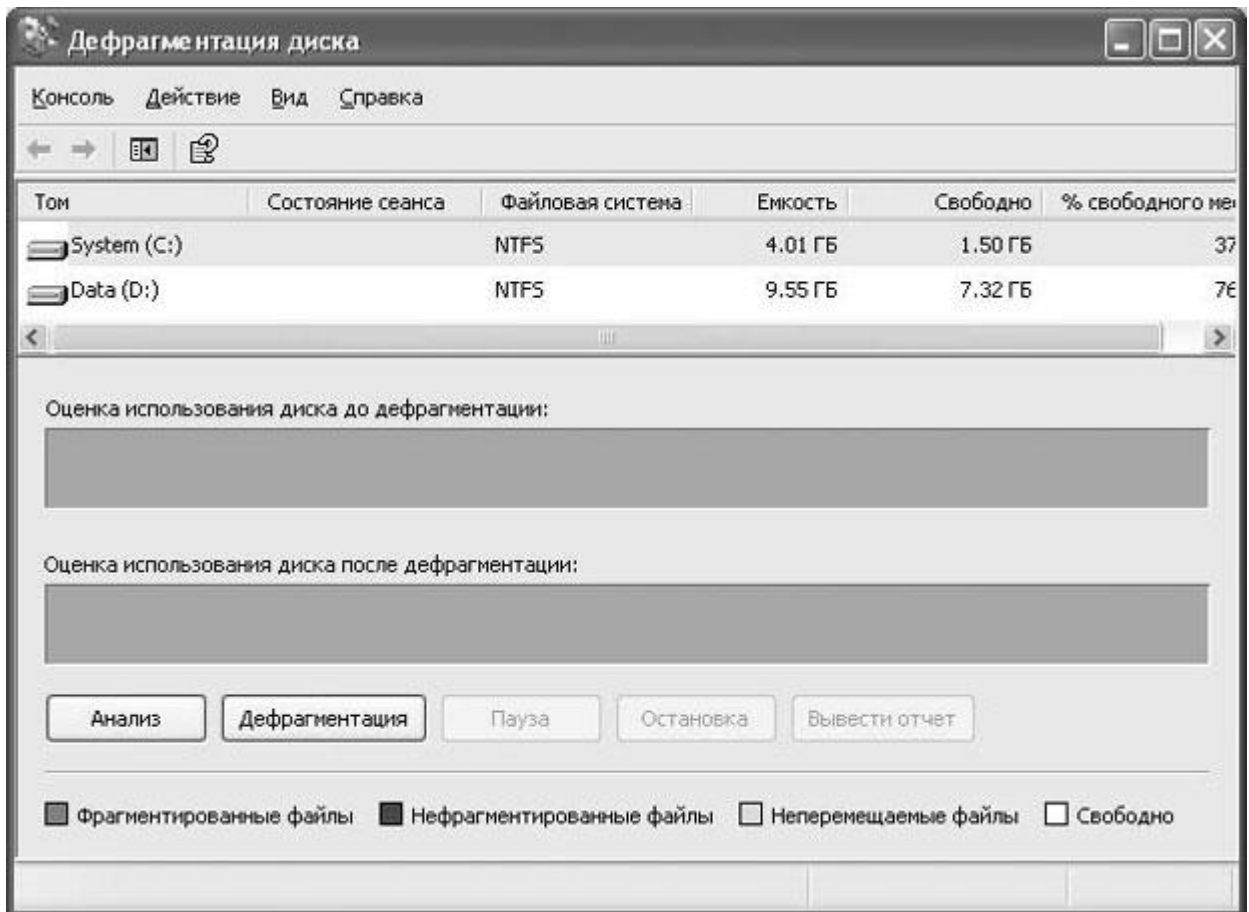 Дефрагментация диска
Консоль Действие Вид Справка
Том Состояние сеанса Файловая система Емкость Свободно % свободного
System (C:) NTFS 4.01 ГБ 1.50 ГБ 37
Data (D:) NTFS 9.55 ГБ 7.32 ГБ 76
Оценка использования диска до дефрагментации:
Оценка использования диска после дефрагментации:
Анализ Дефрагментация Пауза Остановка Вывести отчет
Фрагментированные файлы Нефрагментированные файлы Неперемещаемые файлы Свободно